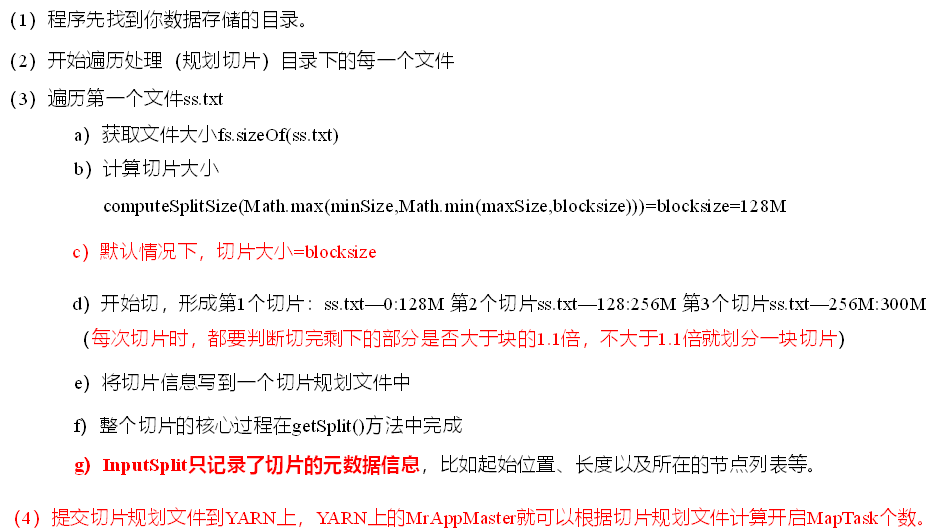 （1）程序先找到你数据存储的目录。
（2）开始遍历处理（规划切片）目录下的每一个文件
（3）遍历第一个文件ss.txt
a）获取文件大小fs.sizeOf(ss.txt)
b）计算切片大小
computeSplitSize(Math.max(minSize,Math.min(maxSize,blocksize)))=blocksize=128M
c）默认情况下，切片大小=blocksize
d）开始切，形成第1个切片：ss.txt—0:128M 第2个切片ss.txt—128:256M 第3个切片ss.txt—256M:300M
（每次切片时，都要判断切完剩下的部分是否大于块的1.1倍，不大于1.1倍就划分一块切片）
e）将切片信息写到一个切片规划文件中
f）整个切片的核心过程在getSplit()方法中完成
g）InputSplit只记录了切片的元数据信息，比如起始位置、长度以及所在的节点列表等。
（4）提交切片规划文件到YARN上，YARN上的MrAppMaster就可以根据切片规划文件计算开启MapTask个数。